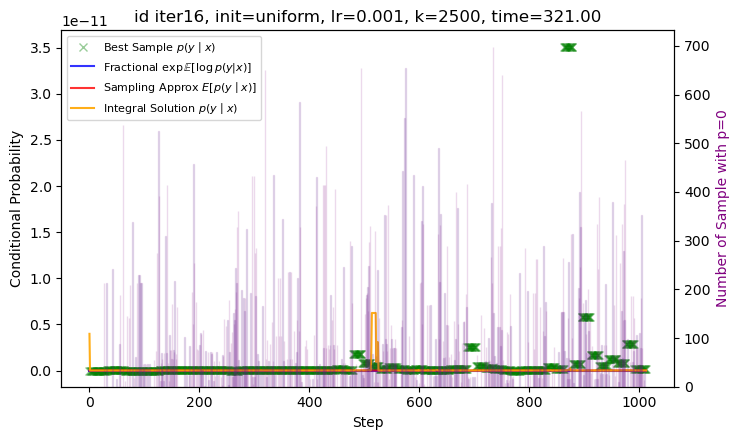 id iter16, init=uniform, lr=0.001, k=2500, time=321.00
1e−11
Best Sample p(y | x)
Fractional exp𝔼[log p(y|x)]
Sampling Approx E[p(y | x)]
Integral Solution p(y | x)
Conditional Probability
3.5
3.0
2.5
2.0
1.5
1.0
0.5
0.0
0
200
400
600
800
1000
Step
700
600
500
400
300
200
100
0
Number of Sample with p=0